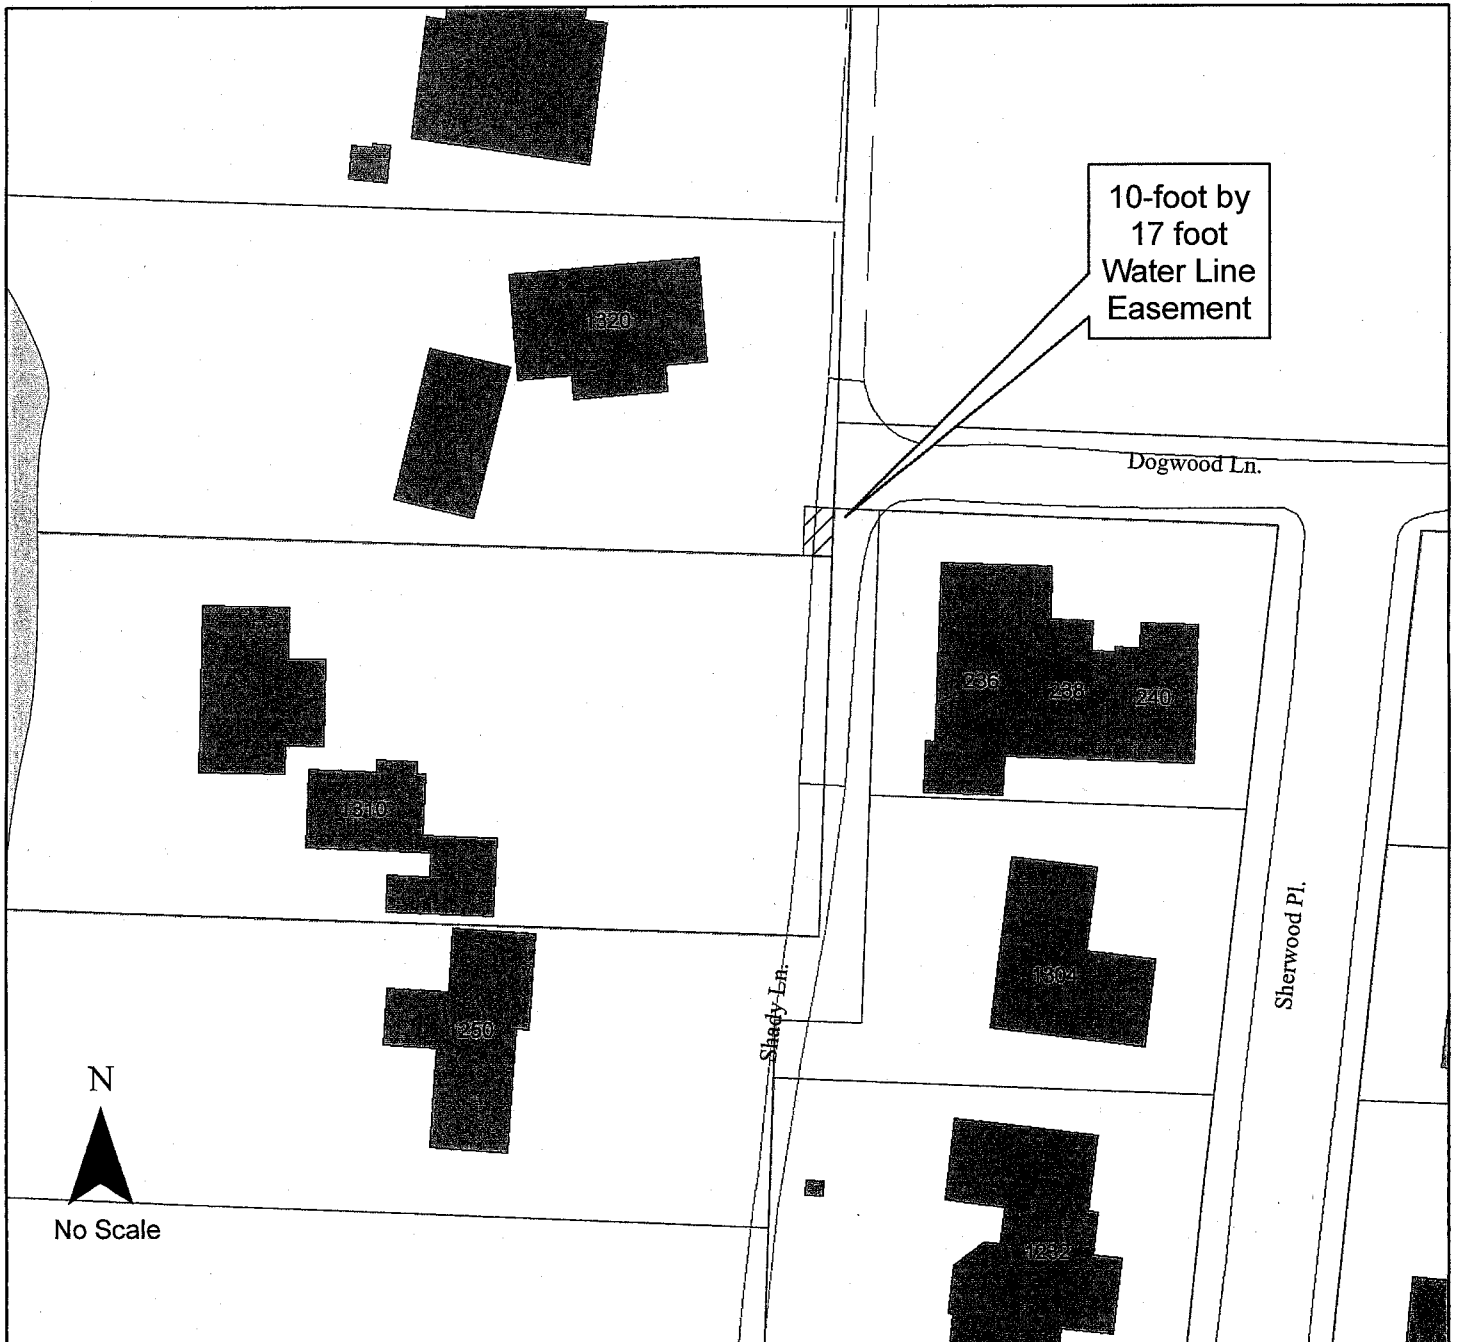 10-foot by
17 foot
Water Line
Easement
1320
Dogwood Ln.
236
238
240
1310
Sherwood Pl.
1304
Shady Ln.
250
N
No Scale
1232